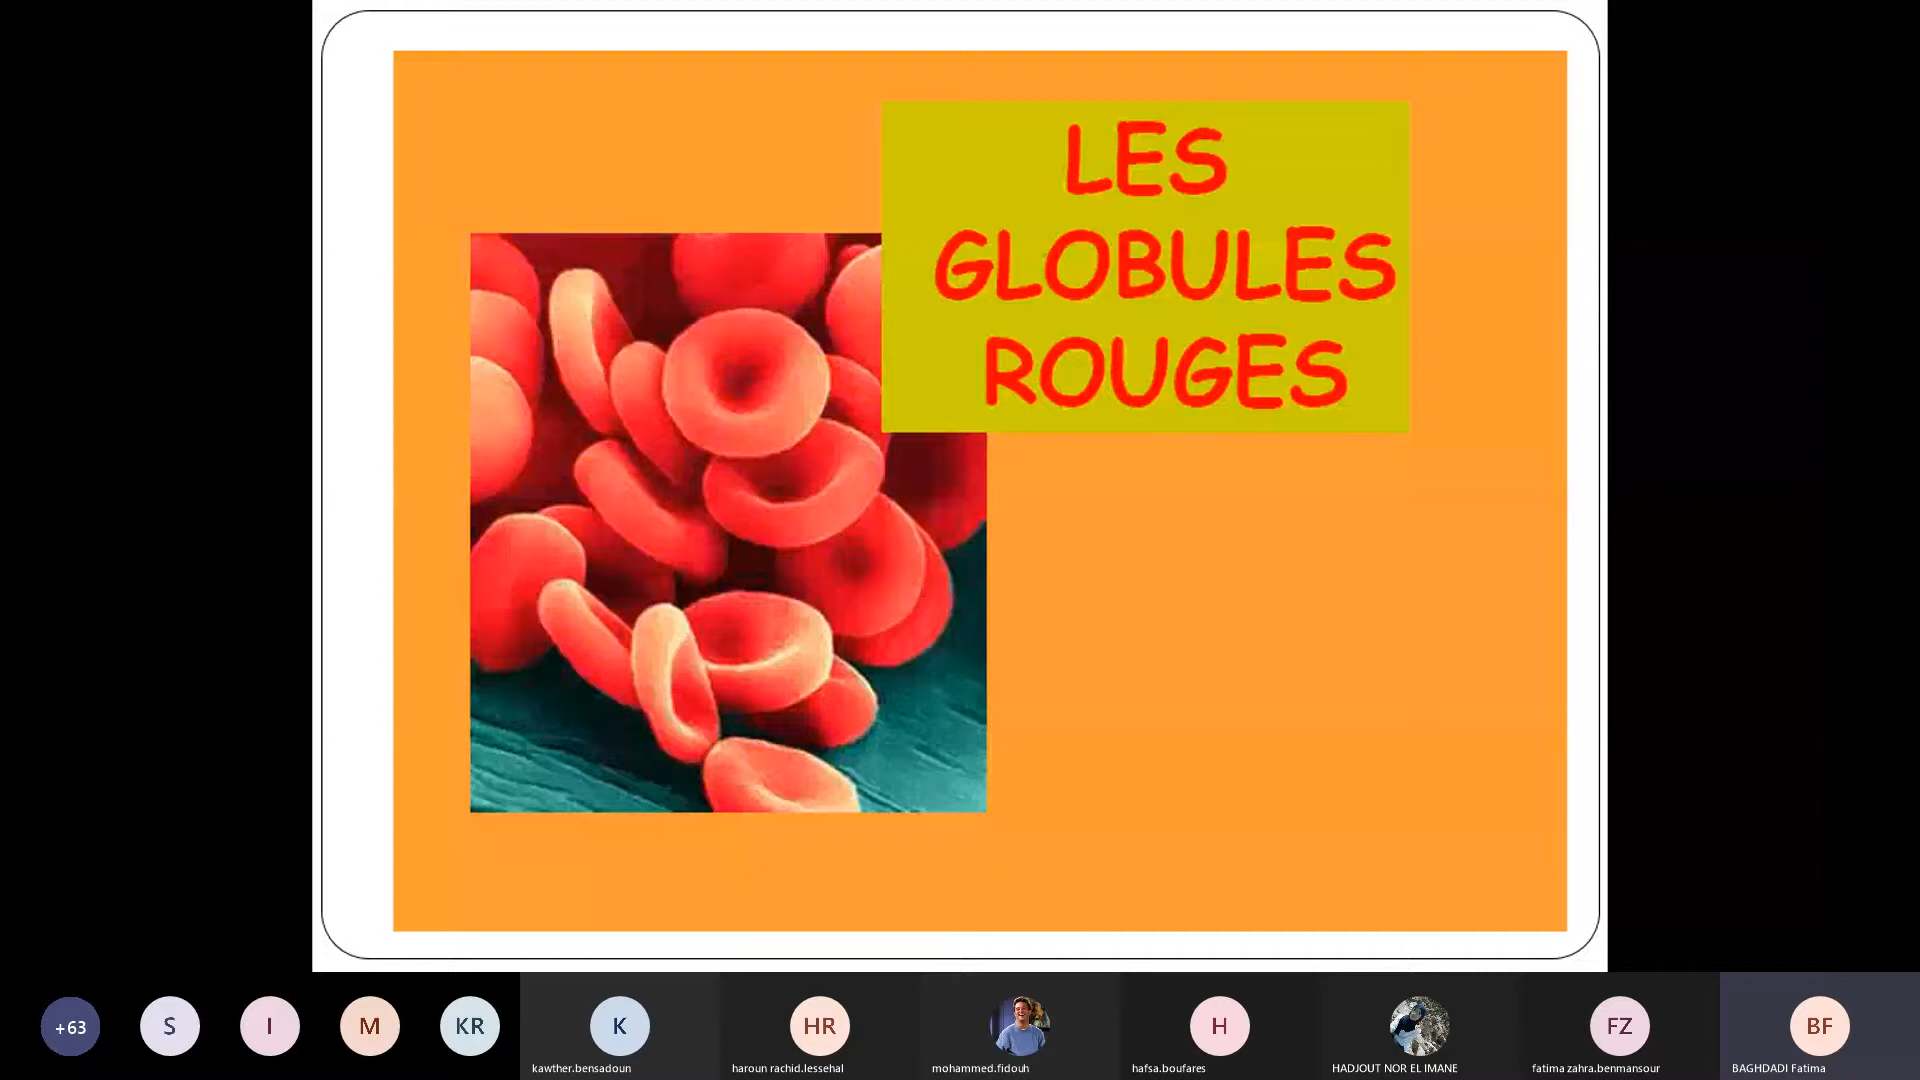 LES
GLOBULES
ROUGES
+63
S
I
M
KR
K
HR
H
FZ
BF
kawther.bensadoun
haroun rachid.lessehal
mohammed.fidouh
hafsa.boufares
HADJOUT NOR EL IMANE
fatima zahra.benmansour
BAGHDADI Fatima